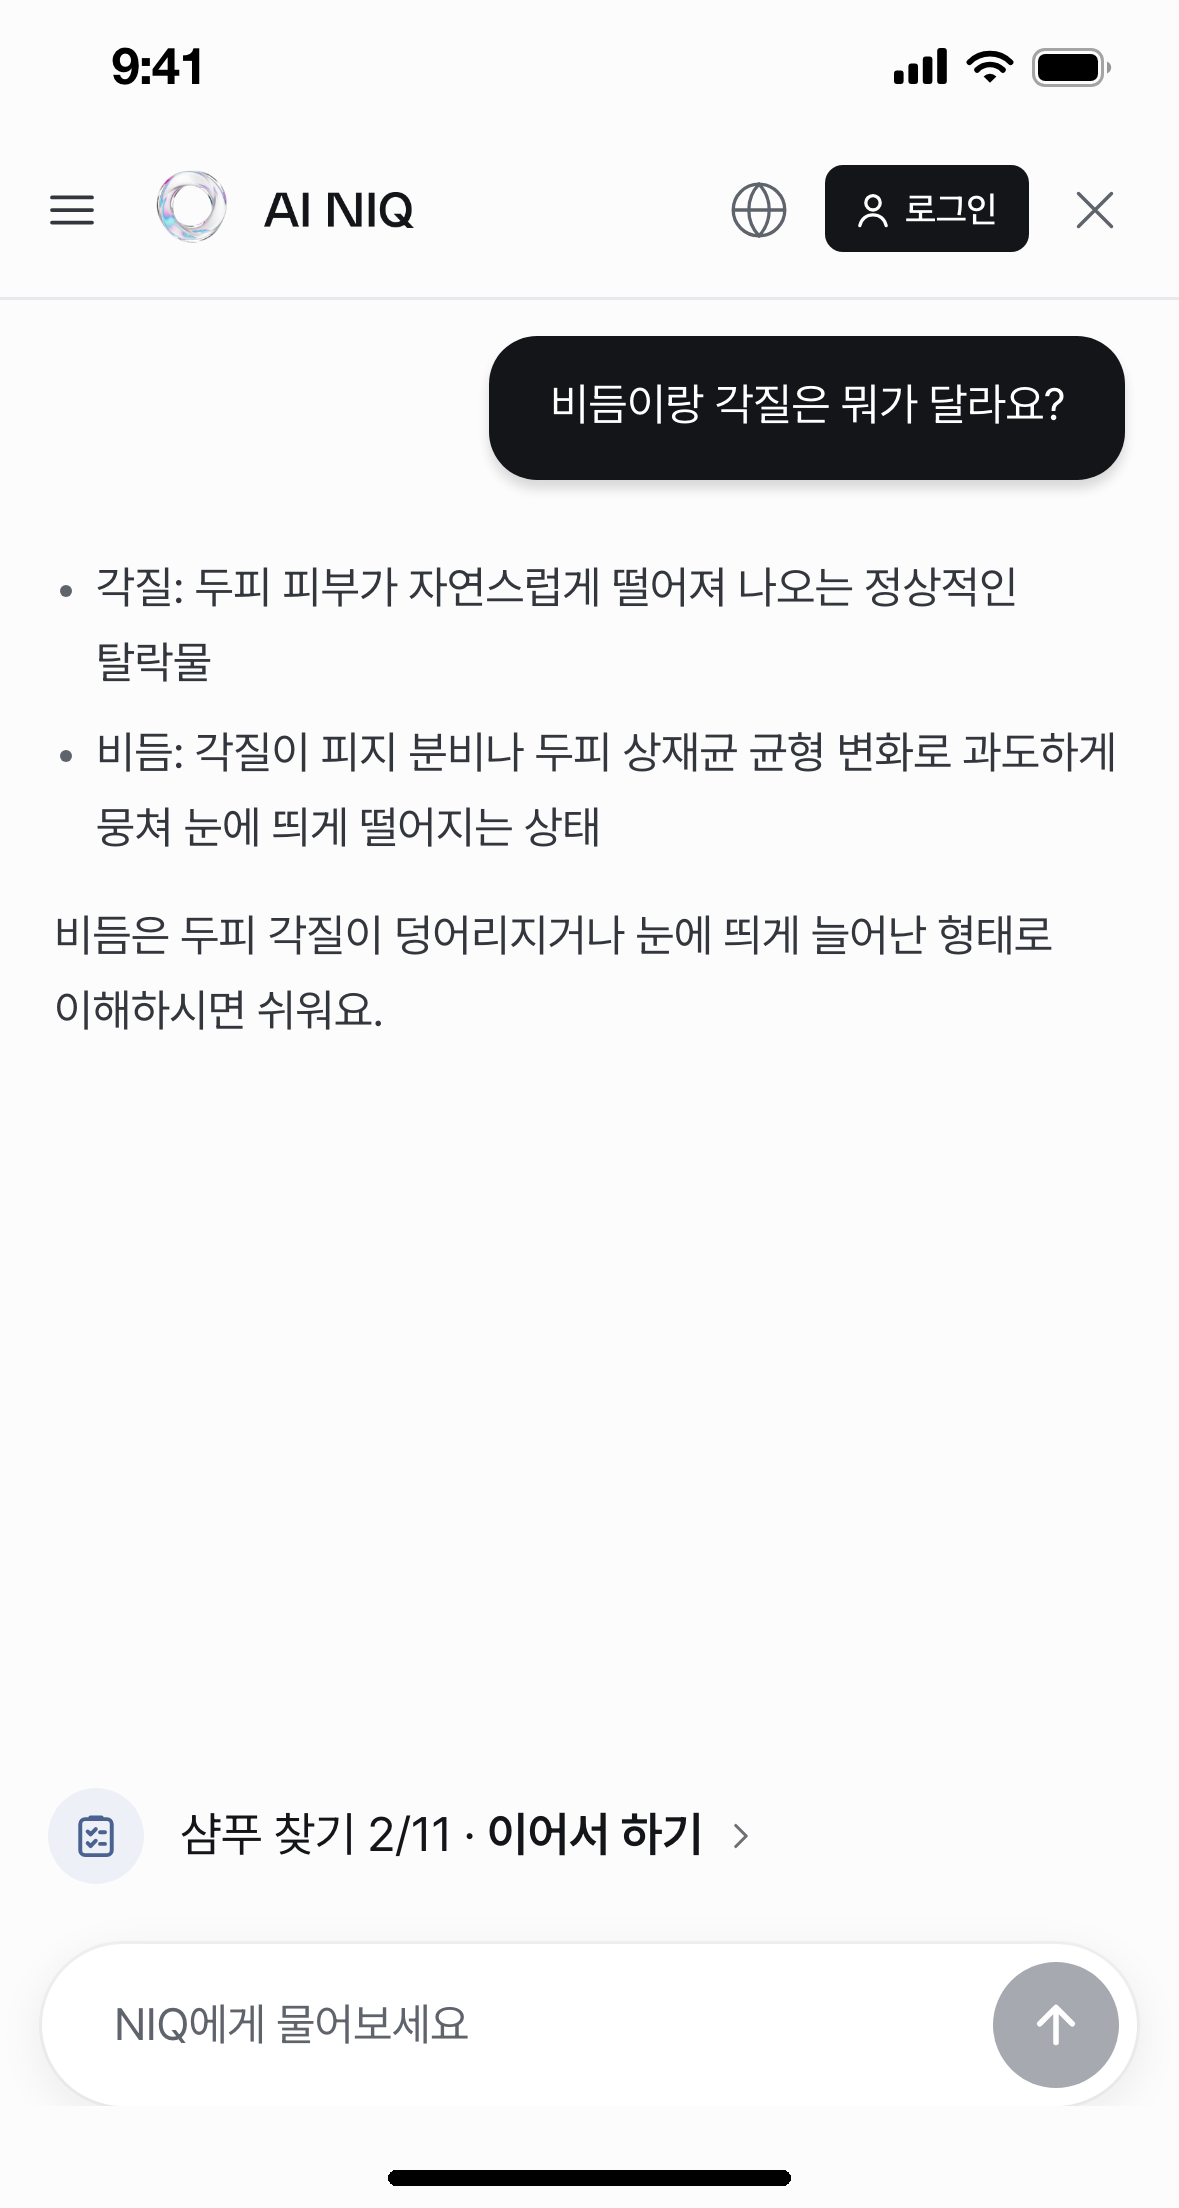 9:41
AI NIQ
로그인
비듬이랑 각질은 뭐가 달라요?
각질: 두피 피부가 자연스럽게 떨어져 나오는 정상적인
탈락물
비듬: 각질이 피지 분비나 두피 상재균 균형 변화로 과도하게
뭉쳐 눈에 띄게 떨어지는 상태
비듬은 두피 각질이 덩어리지거나 눈에 띄게 늘어난 형태로
이해하시면 쉬워요.
샴푸 찾기 2/11 · 이어서 하기
NIQ에게 물어보세요